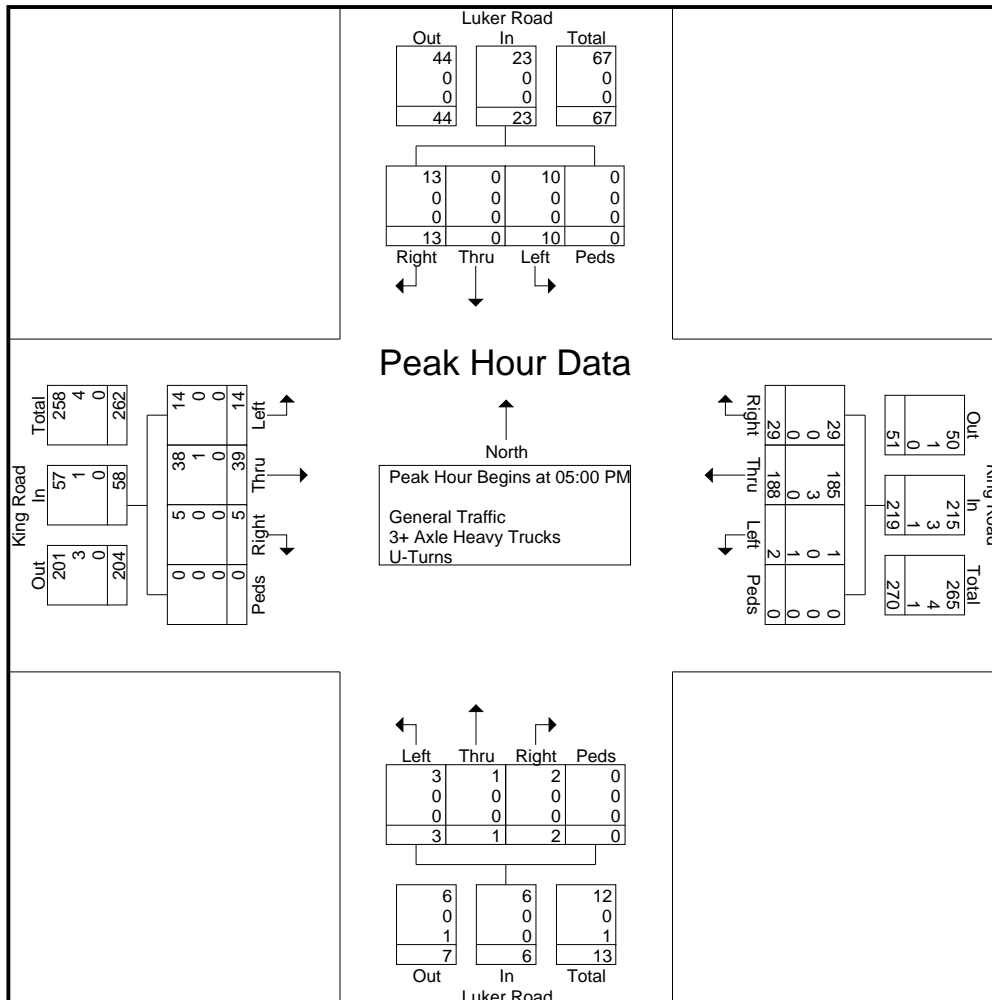 Luker Road
Out In Total
44 23 67
0 0 0
0 0 0
44 23 67
13 0 10 0
0 0 0 0
0 0 0 0
13 0 10 0
Right Thru Left Peds
Peak Hour Data
North
Peak Hour Begins at 05:00 PM
General Traffic
3+ Axle Heavy Trucks
U-Turns
King Road
Out In Total
201 57 258
3 1 4
0 0 0
204 58 262
5 38 14 0
0 1 0 0
0 0 0 0
5 39 14 0
Right Thru Left Peds
King Road
Out In Total
50 215 265
1 3 4
0 1 1
51 219 270
29 185 1 0
0 3 0 0
0 0 1 0
29 188 2 0
Right Thru Left Peds
Left Thru Right Peds
3 1 2 0
0 0 0 0
0 0 0 0
3 1 2 0
6 6 12
0 0 0
1 0 1
7 6 13
Out In Total
Luker Road